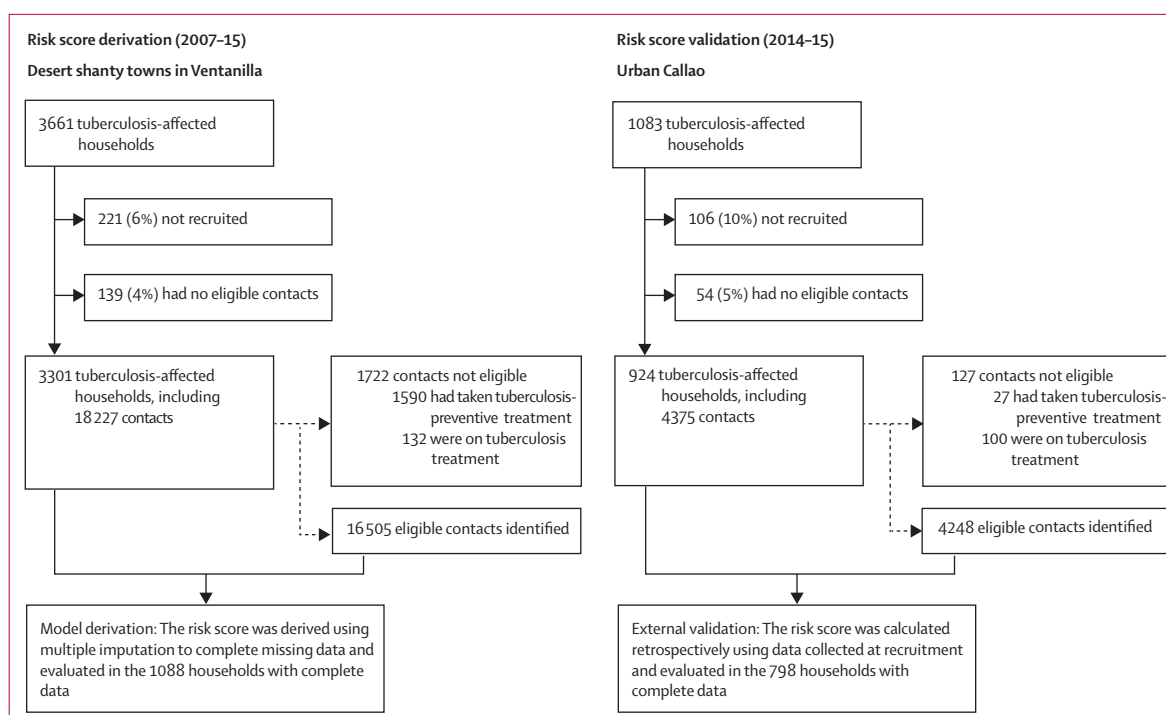 Risk score derivation (2007–15)
Desert shanty towns in Ventanilla
3661 tuberculosis-affected
households
221 (6%) not recruited
139 (4%) had no eligible contacts
3301 tuberculosis-affected
households, including
18 227 contacts
1722 contacts not eligible
1590 had taken tuberculosis-
preventive treatment
132 were on tuberculosis
treatment
16 505 eligible contacts identified
Model derivation: The risk score was derived using
multiple imputation to complete missing data and
evaluated in the 1088 households with complete
data
Risk score validation (2014–15)
Urban Callao
1083 tuberculosis-affected
households
106 (10%) not recruited
54 (5%) had no eligible contacts
924 tuberculosis-affected
households, including
4375 contacts
127 contacts not eligible
27 had taken tuberculosis-
preventive treatment
100 were on tuberculosis
treatment
4248 eligible contacts identified
External validation: The risk score was calculated
retrospectively using data collected at recruitment
and evaluated in the 798 households with
complete data